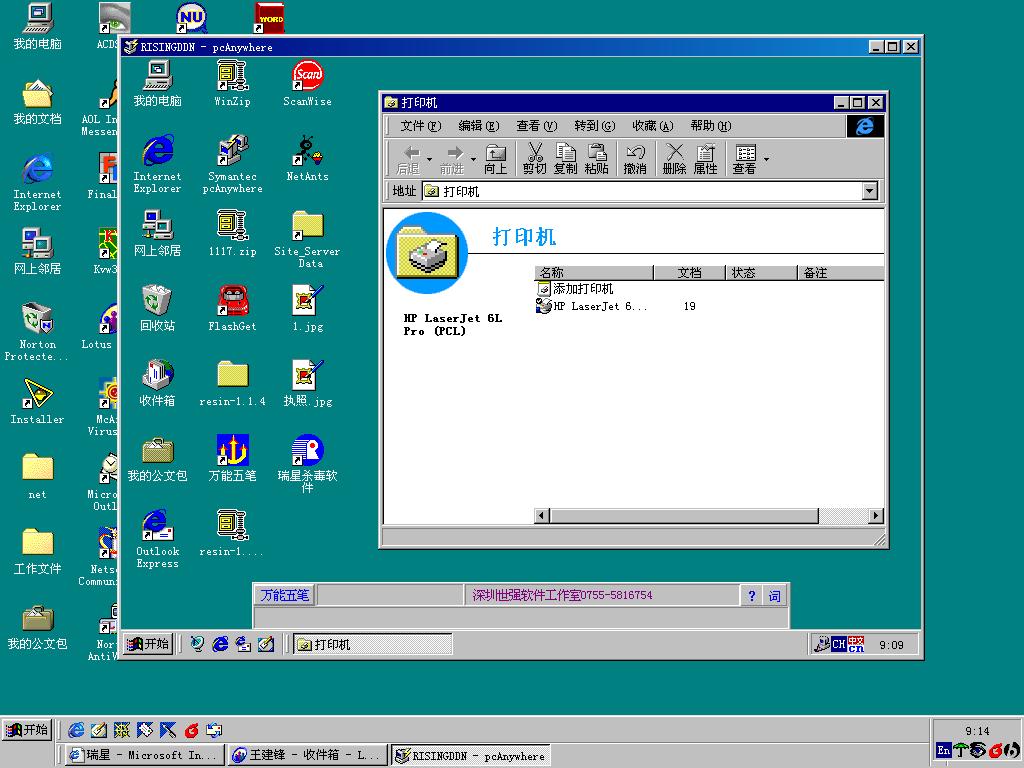 我的电脑
ACDS
NU
WORD
我的文档
AOL In
Messen
Internet
Explorer
Final
网上邻居
Kvw3
Norton
Protecte...
Lotus
Installer
McA
Virus
net
Micro
Outl
工作文件
Nets
Commun
我的公文包
Nor
AntiV
RISINGDDN - pcAnywhere
我的电脑
WinZip
Scan!
ScanWise
Internet
Explorer
Symantec
pcAnywhere
NetAnts
网上邻居
1117.zip
Site_Server
Data
回收站
FlashGet
1.jpg
收件箱
resin-1.1.4
执照.jpg
我的公文包
万能五笔
瑞星杀毒软
件
Outlook
Express
resin-1....
打印机
文件(F) 编辑(E) 查看(V) 转到(G) 收藏(A) 帮助(H)
后退 前进 向上 剪切 复制 粘贴 撤消 删除 属性 查看
地址 打印机
打印机
名称 文档 状态 备注
添加打印机
HP LaserJet 6... 19
HP LaserJet 6L
Pro (PCL)
万能五笔 深圳世强软件工作室0755-5816754 ? 词
开始 打印机 CH 中文 cn 9:09
开始 9:14
瑞星 - Microsoft In... 王建锋 - 收件箱 - L... RISINGDDN - pcAnywhere En